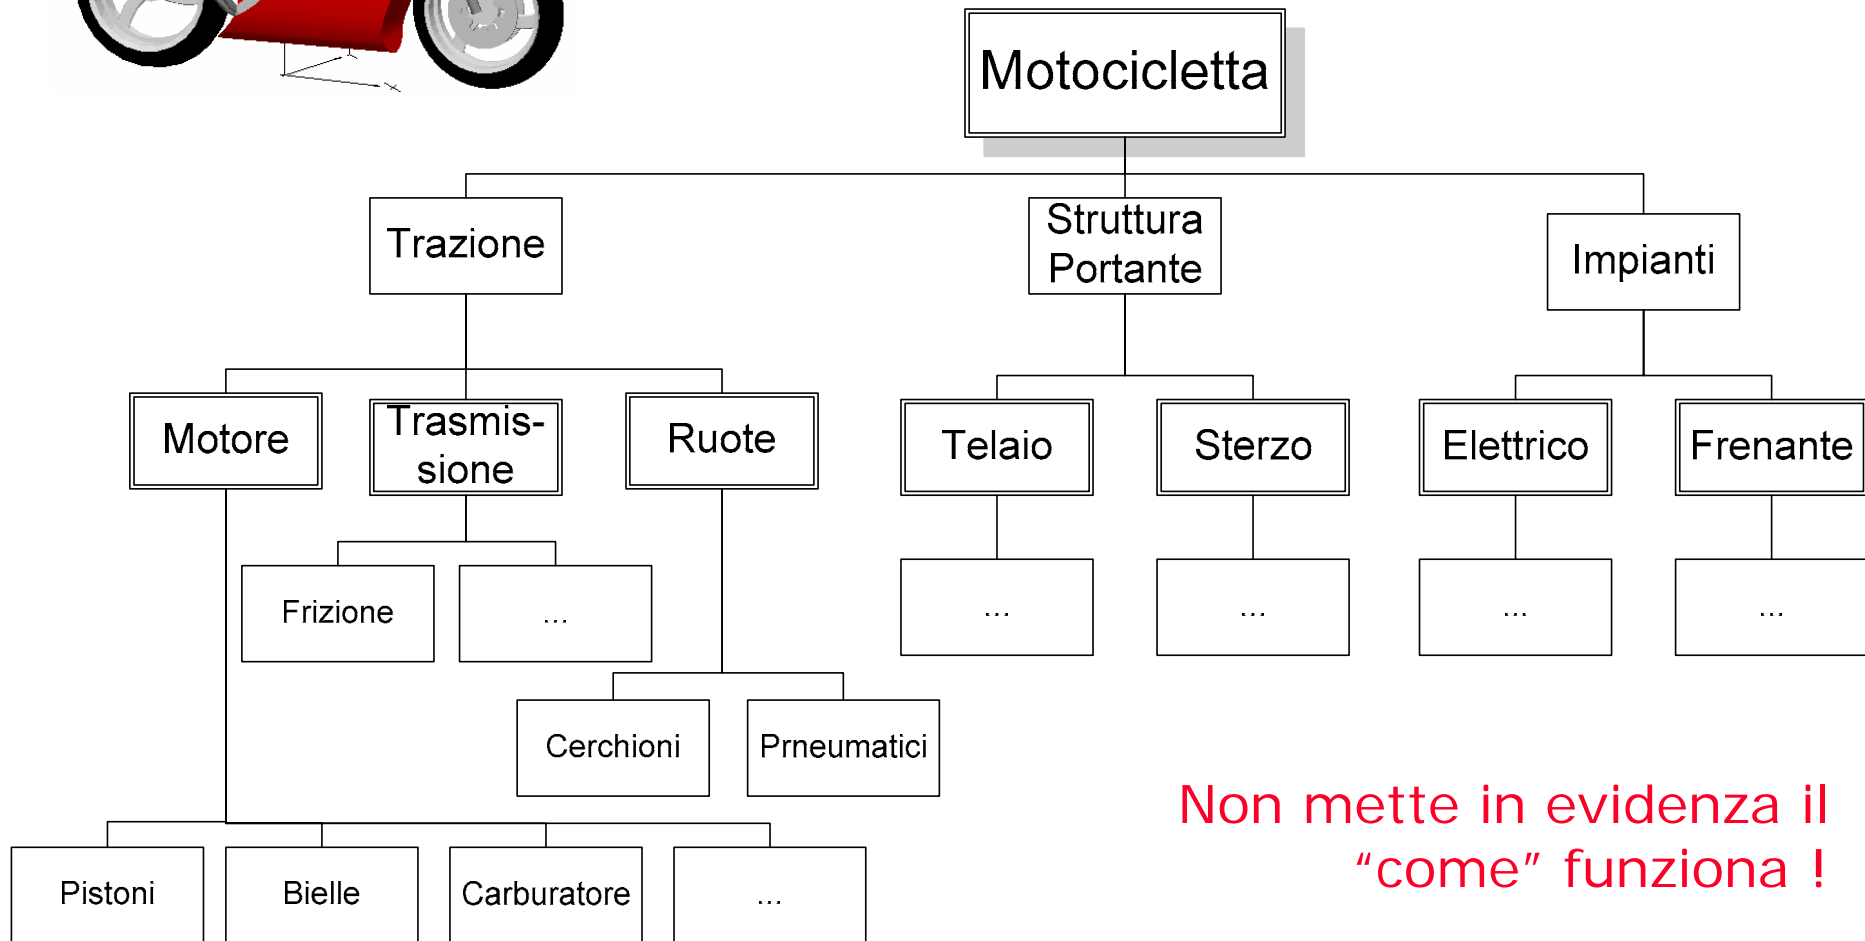 Motocicletta
Trazione
Struttura
Portante
Impianti
Motore
Trasmis-
sione
Ruote
Telaio
Sterzo
Elettrico
Frenante
Frizione
...
...
...
...
...
Cerchioni
Prneumatici
Non mette in evidenza il
“come” funziona !
Pistoni
Bielle
Carburatore
...